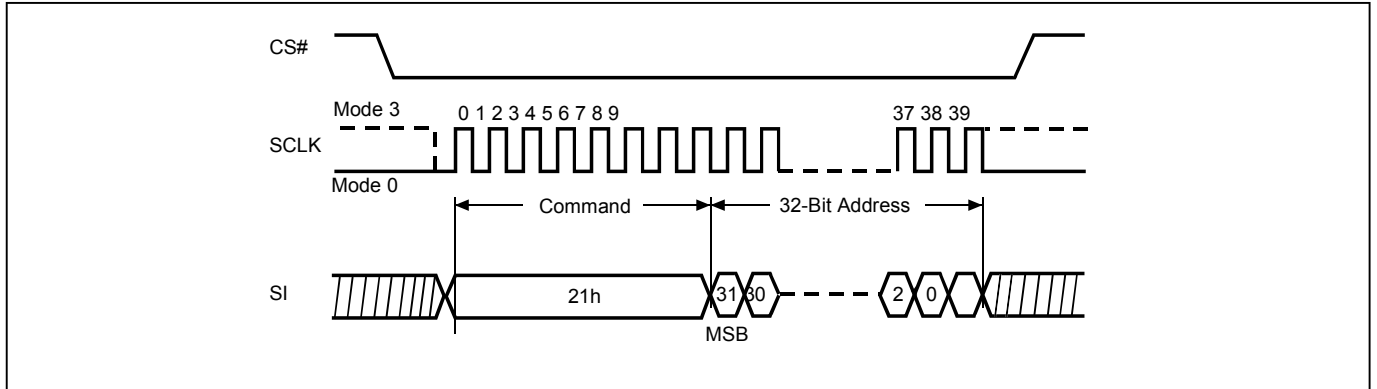 CS#
Mode 3
0 1 2 3 4 5 6 7 8 9
37 38 39
SCLK
Mode 0
Command
32-Bit Address
SI
21h
31 30
2 0
MSB